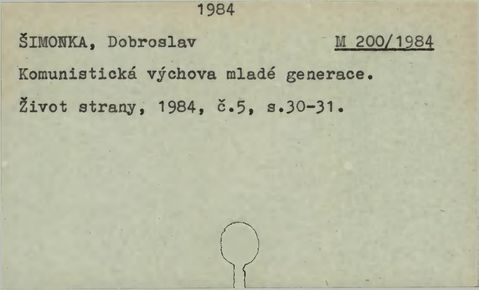 1984
ŠIMONKA, Dobroslav M 200/1984
Komunistická výchova mladé generace.
Život strany, 1984, č.5, s.30-31.